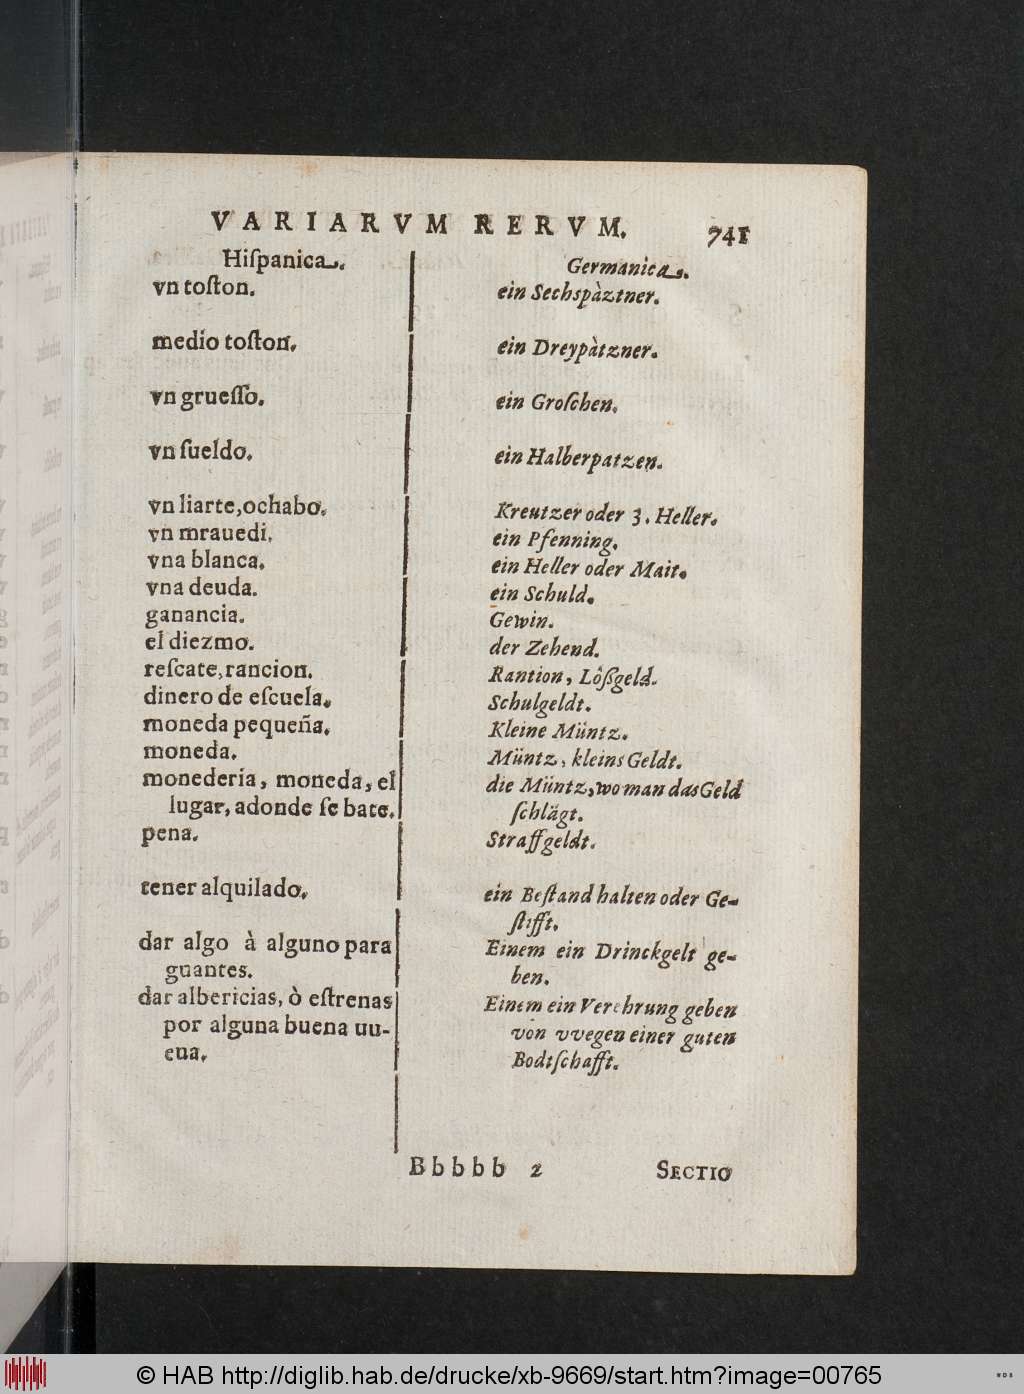 VARIARVM RERVM. 741
Hiſpanica.
vn toſton.
medio toſton.
vn grueſſo.
vn ſueldo.
vn liarte, ochabo.
vn mrauedi.
vna blanca.
vna deuda.
ganancia.
el diezmo.
reſcate, rancion.
dinero de eſcuela.
moneda pequeña.
moneda.
monedería, moneda, el
lugar, adonde ſe bate.
pena.
tener alquilado.
dar algo à alguno para
guantes.
dar albericias, ò eſtrenas
por alguna buena uu-
eua.
Germanica.
ein Sechspàztner.
ein Dreypàtzner.
ein Groſchen.
ein Halberpatzen.
Kreutzer oder 3. Heller.
ein Pfenning.
ein Heller oder Mait.
ein Schuld.
Gewin.
der Zehend.
Rantion, Lôßgeld.
Schulgeldt.
Kleine Müntz.
Müntz, kleins Geldt.
die Müntz, wo man das Geld
ſchlägt.
Straffgeldt.
ein Beſtand halten oder Ge-
ſtifft.
Einem ein Drinckgelt ge-
ben.
Einem ein Verehrung geben
von vvegen einer guten
Bodtſchafft.
Bbbbb 2 SECTIO
© HAB http://diglib.hab.de/drucke/xb-9669/start.htm?image=00765